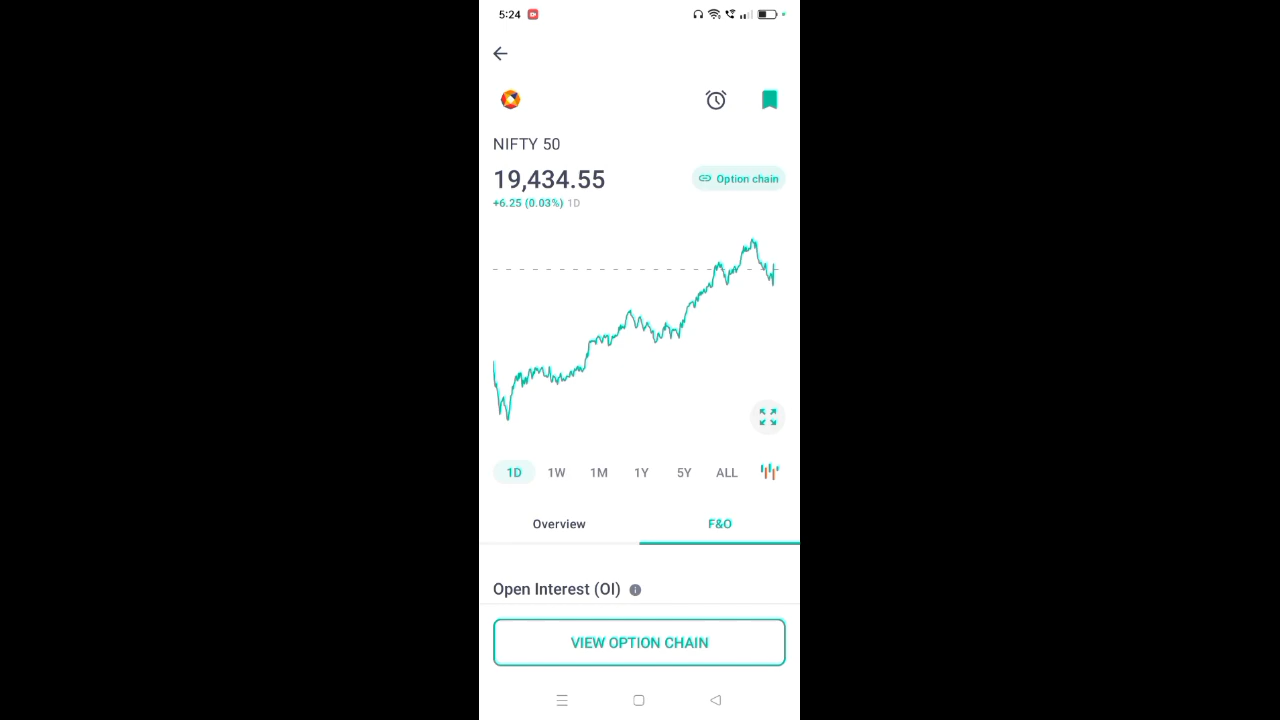 5:24
NIFTY 50
19,434.55
Option chain
+6.25 (0.03%) 1D
1D 1W 1M 1Y 5Y ALL
Overview F&O
Open Interest (OI)
VIEW OPTION CHAIN